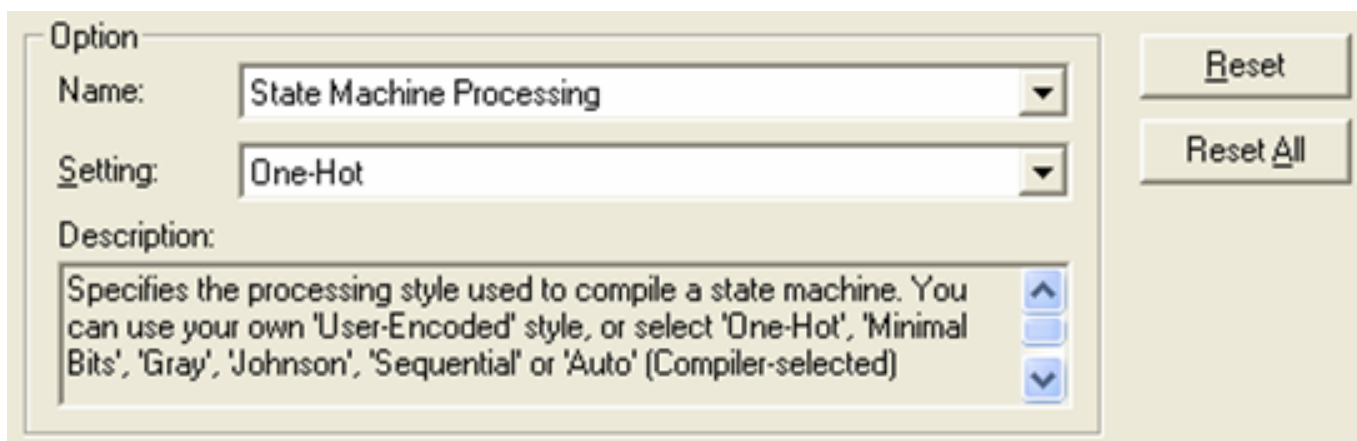 Option
Name:
State Machine Processing
Reset
Setting:
One-Hot
Reset All
Description:
Specifies the processing style used to compile a state machine. You
can use your own 'User-Encoded' style, or select 'One-Hot', 'Minimal
Bits', 'Gray', 'Johnson', 'Sequential' or 'Auto' (Compiler-selected)